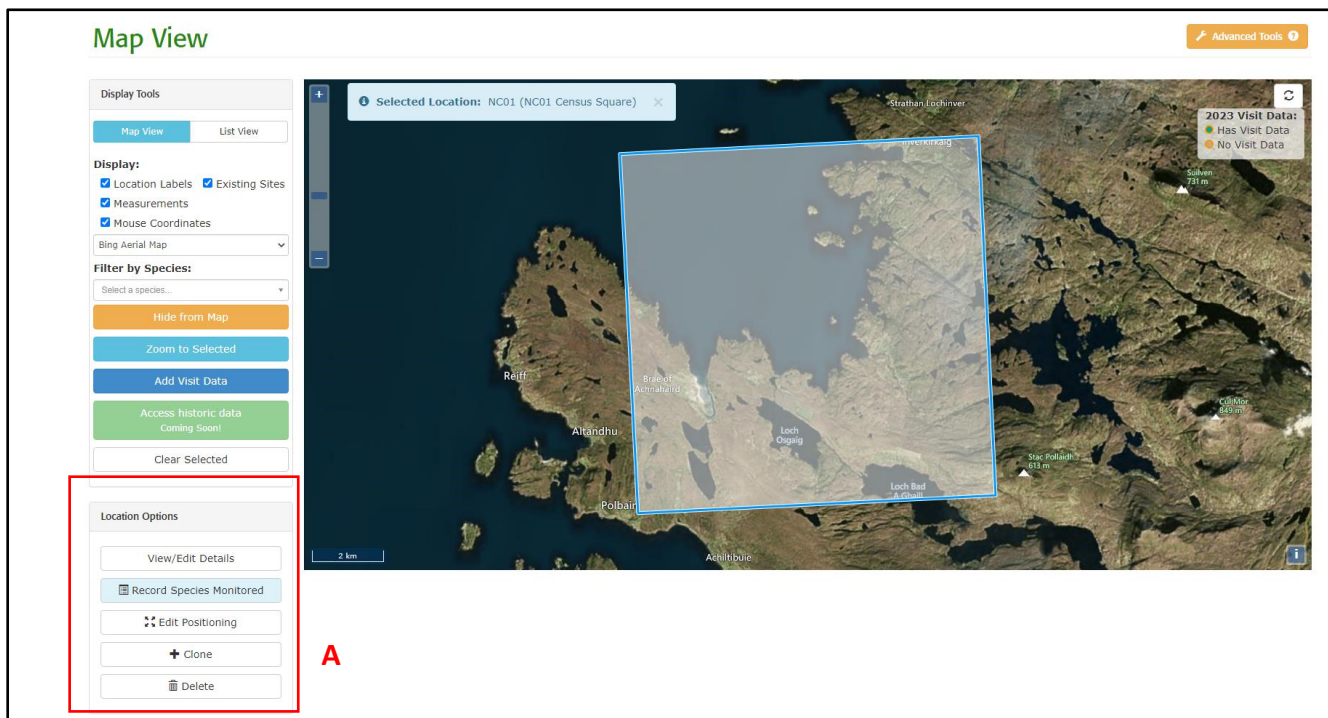 Map View
Advanced Tools
Display Tools
Map View
List View
Display:
Location Labels
Existing Sites
Measurements
Mouse Coordinates
Bing Aerial Map
Filter by Species:
Select a species...
Hide from Map
Zoom to Selected
Add Visit Data
Access historic data
Coming Soon!
Clear Selected
Location Options
View/Edit Details
Record Species Monitored
Edit Positioning
Clone
Delete
A
Selected Location: NC01 (NC01 Census Square)
2023 Visit Data:
Has Visit Data
No Visit Data
Strathan Lochinver
Inverkirkaig
Suilven
731 m
Reiff
Brae of
Achnahaird
Altandhu
Loch
Osgaig
Cul Mor
849 m
Stac Pollaidh
613 m
Loch Bad
A Ghaill
Polbain
Achiltibuie
2 km